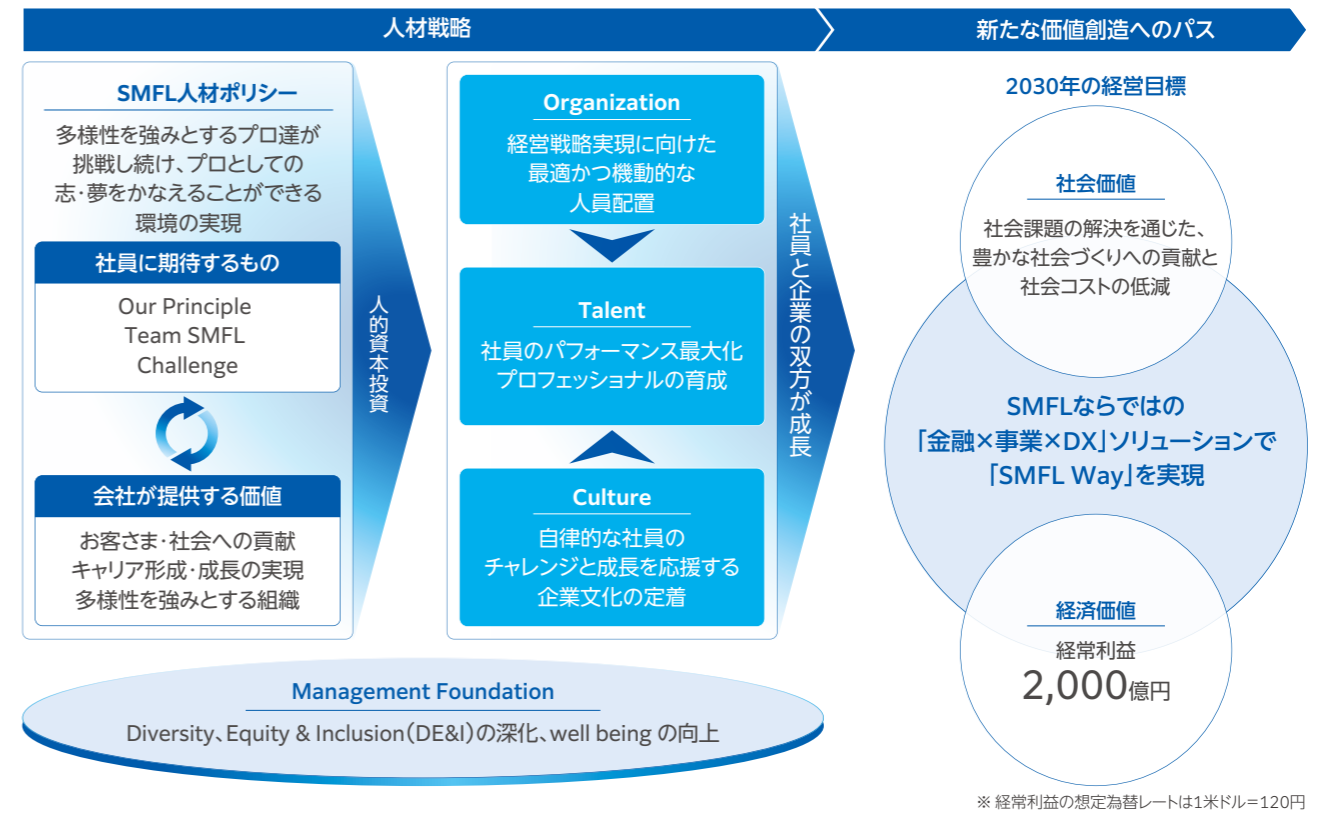 人材戦略
新たな価値創造へのパス
SMFL人材ポリシー
多様性を強みとするプロ達が
挑戦し続け、プロとしての
志・夢をかなえることができる
環境の実現
社員に期待するもの
Our Principle
Team SMFL
Challenge
会社が提供する価値
お客さま・社会への貢献
キャリア形成・成長の実現
多様性を強みとする組織
人的資本投資
Organization
経営戦略実現に向けた
最適かつ機動的な
人員配置
Talent
社員のパフォーマンス最大化
プロフェッショナルの育成
Culture
自律的な社員の
チャレンジと成長を応援する
企業文化の定着
社員と企業の双方が成長
Management Foundation
Diversity、Equity & Inclusion(DE&I)の深化、well being の向上
2030年の経営目標
社会価値
社会課題の解決を通じた、
豊かな社会づくりへの貢献と
社会コストの低減
SMFLならではの
「金融×事業×DX」ソリューションで
「SMFL Way」を実現
経済価値
経常利益
2,000億円
※ 経常利益の想定為替レートは1米ドル=120円